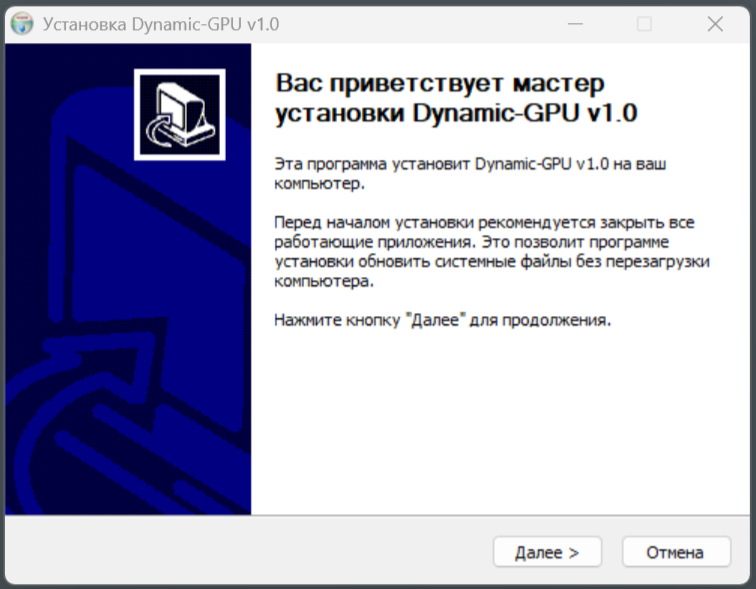 Установка Dynamic-GPU v1.0
Вас приветствует мастер
установки Dynamic-GPU v1.0
Эта программа установит Dynamic-GPU v1.0 на ваш
компьютер.
Перед началом установки рекомендуется закрыть все
работающие приложения. Это позволит программе
установки обновить системные файлы без перезагрузки
компьютера.
Нажмите кнопку "Далее" для продолжения.
Далее >
Отмена